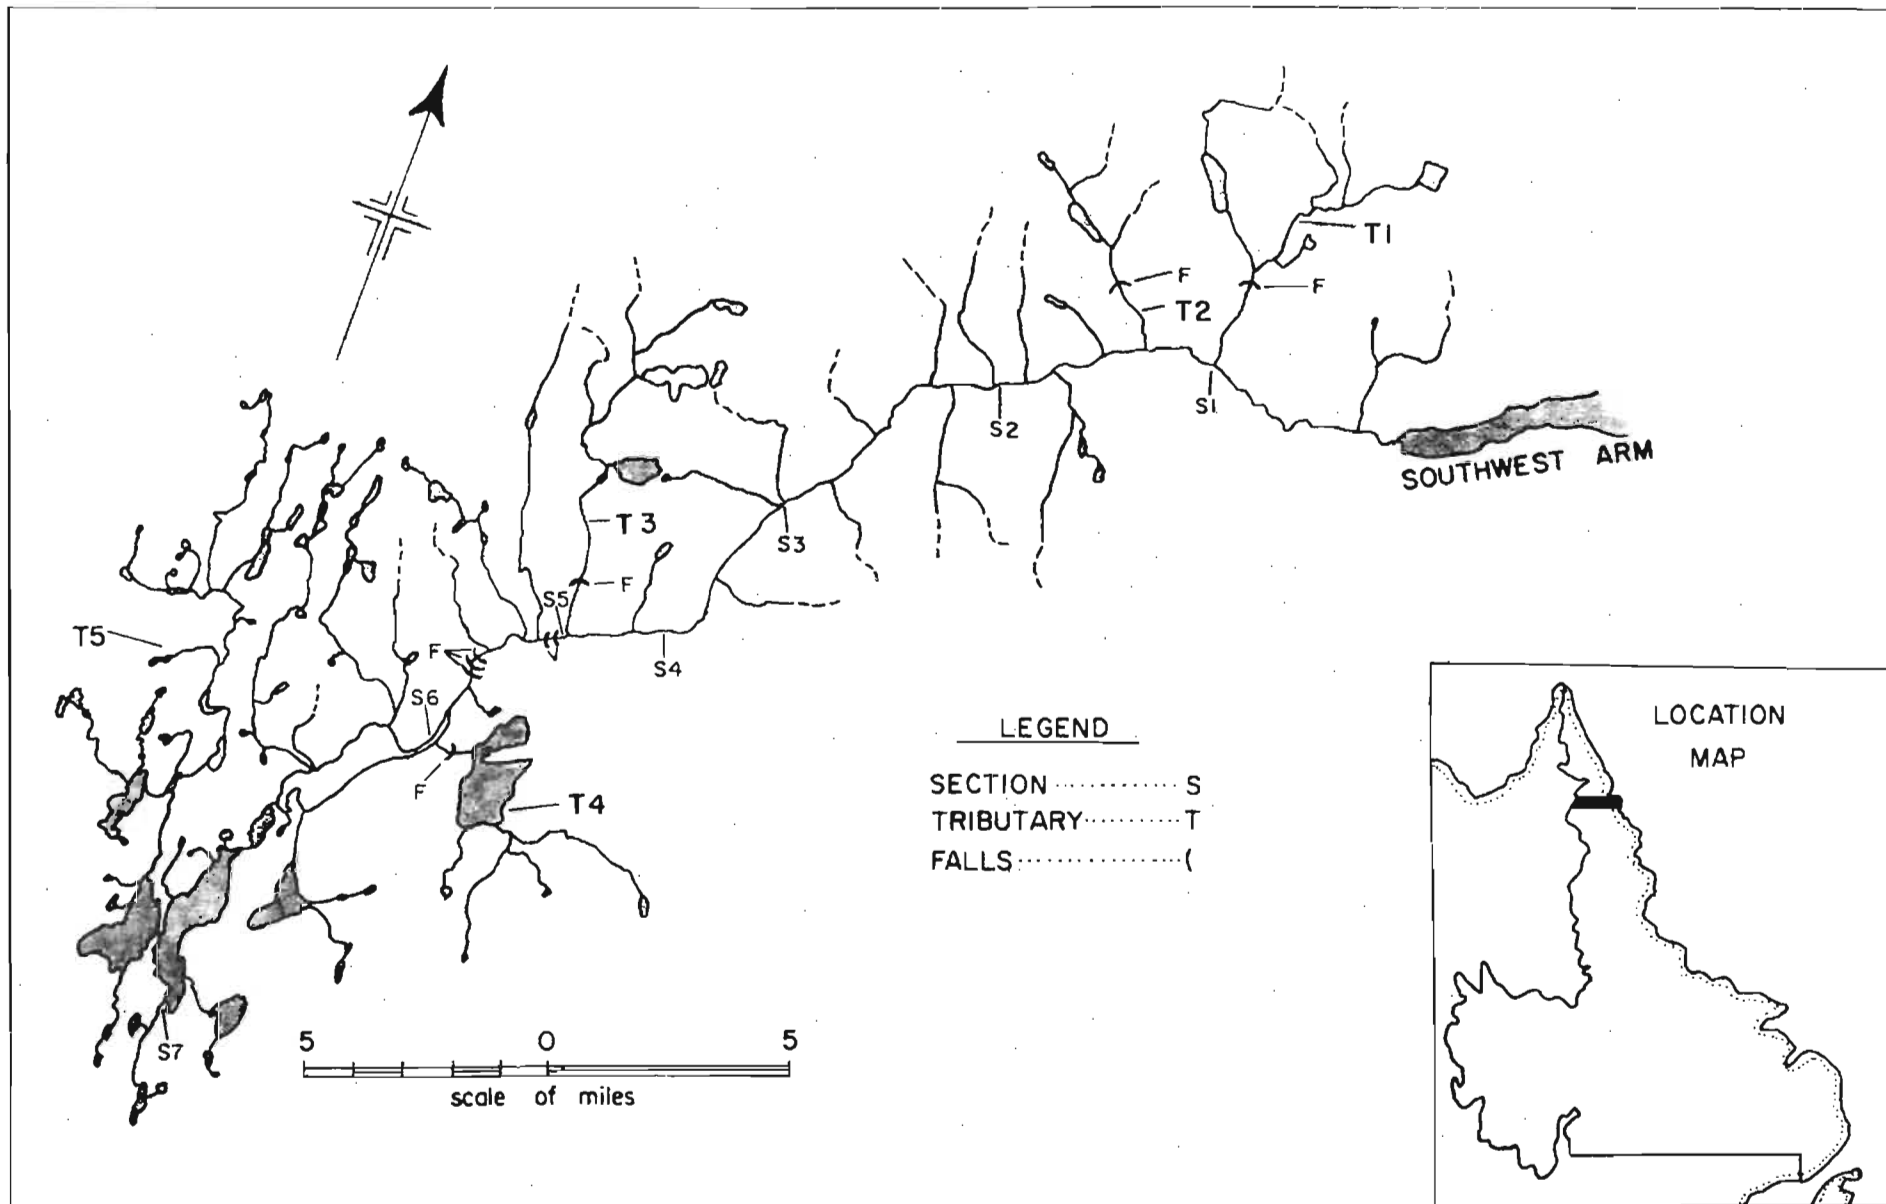 T1
F
F
T2
S1
S2
SOUTHWEST ARM
T3
S3
F
S5
T5
F
S4
S6
F
T4
LEGEND
SECTION ............ S
TRIBUTARY .......... T
FALLS ................ (
LOCATION
MAP
S7
5 0 5
scale of miles